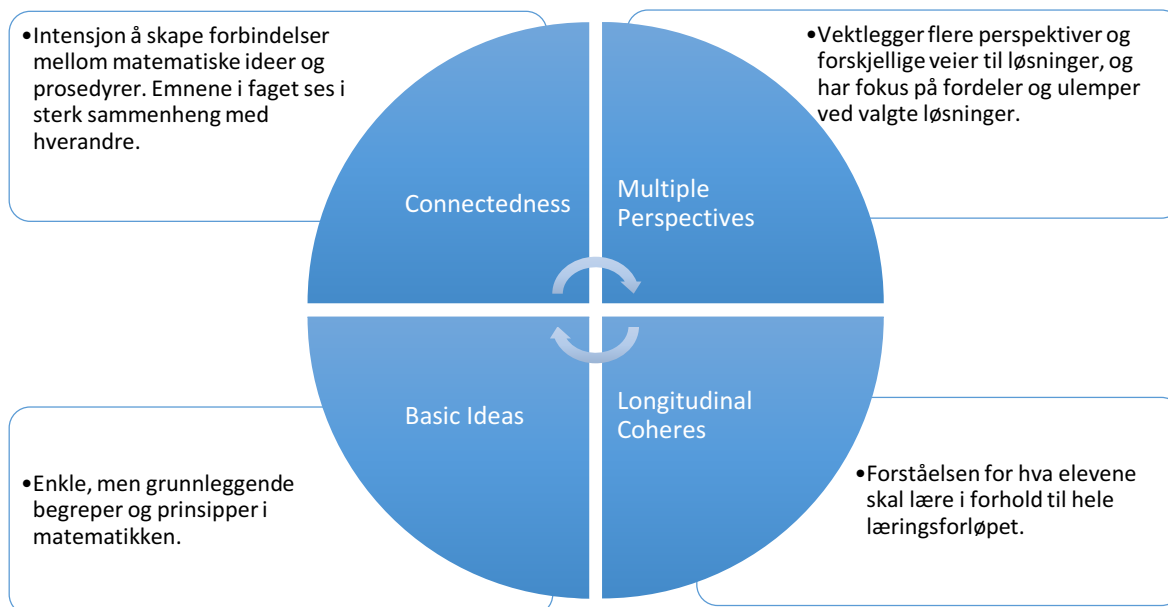 •Intensjon å skape forbindelser
mellom matematiske ideer og
prosedyrer. Emnene i faget ses i
sterk sammenheng med
hverandre.
•Vektlegger flere perspektiver og
forskjellige veier til løsninger, og
har fokus på fordeler og ulemper
ved valgte løsninger.
Connectedness
Multiple
Perspectives
Basic Ideas
Longitudinal
Coheres
•Enkle, men grunnleggende
begreper og prinsipper i
matematikken.
•Forståelsen for hva elevene
skal lære i forhold til hele
læringsforløpet.